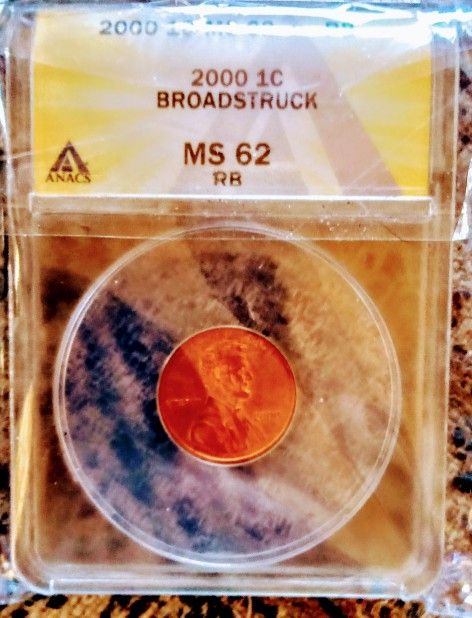 2000 1C
BROADSTRUCK
MS 62
RB
ANACS